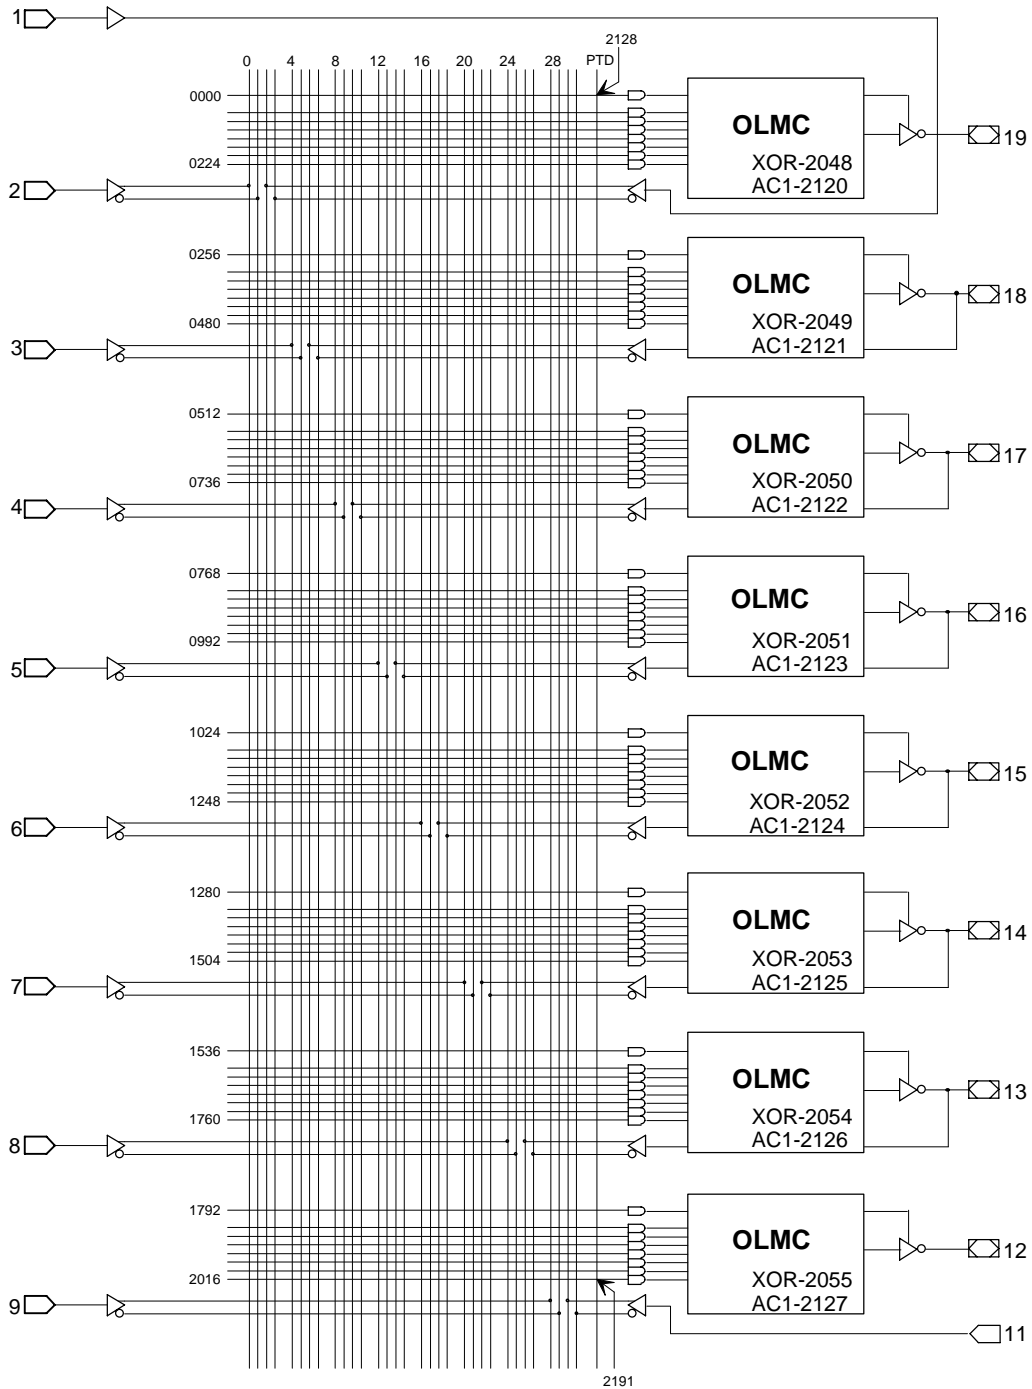 1
2128
0 4 8 12 16 20 24 28 PTD
0000
OLMC
19
0224
XOR-2048
AC1-2120
2
0256
OLMC
18
0480
XOR-2049
AC1-2121
3
0512
OLMC
17
0736
XOR-2050
AC1-2122
4
0768
OLMC
16
0992
XOR-2051
AC1-2123
5
1024
OLMC
15
1248
XOR-2052
AC1-2124
6
1280
OLMC
14
1504
XOR-2053
AC1-2125
7
1536
OLMC
13
1760
XOR-2054
AC1-2126
8
1792
OLMC
12
2016
XOR-2055
AC1-2127
9
11
2191